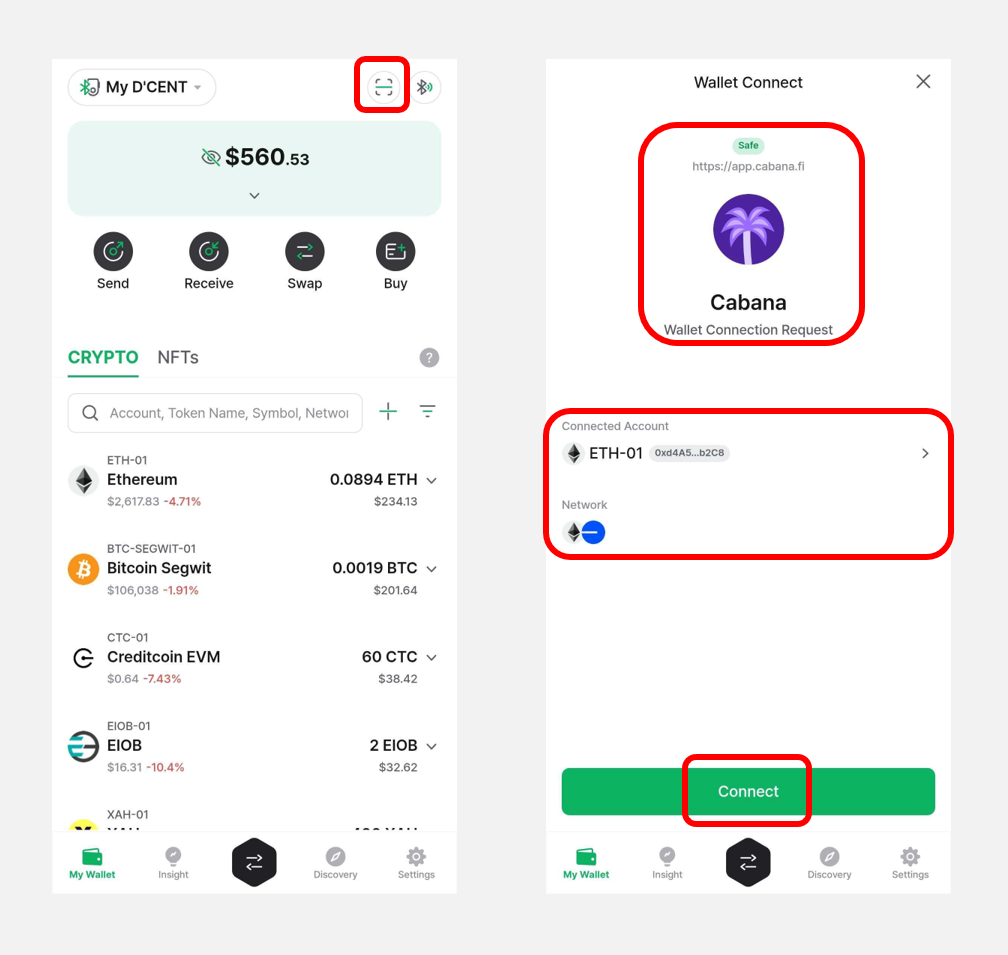 My D'CENT
$560.53
Send Receive Swap Buy
CRYPTO NFTs ?
Account, Token Name, Symbol, Networ
ETH-01
Ethereum 0.0894 ETH
$2,617.83 -4.71% $234.13
BTC-SEGWIT-01
Bitcoin Segwit 0.0019 BTC
$106,038 -1.91% $201.64
CTC-01
Creditcoin EVM 60 CTC
$0.64 -7.43% $38.42
EIOB-01
EIOB 2 EIOB
$16.31 -10.4% $32.62
XAH-01
My Wallet Insight Discovery Settings
Wallet Connect
Safe
https://app.cabana.fi
Cabana
Wallet Connection Request
Connected Account
ETH-01 0xd4A5...b2C8
Network
Connect
My Wallet Insight Discovery Settings